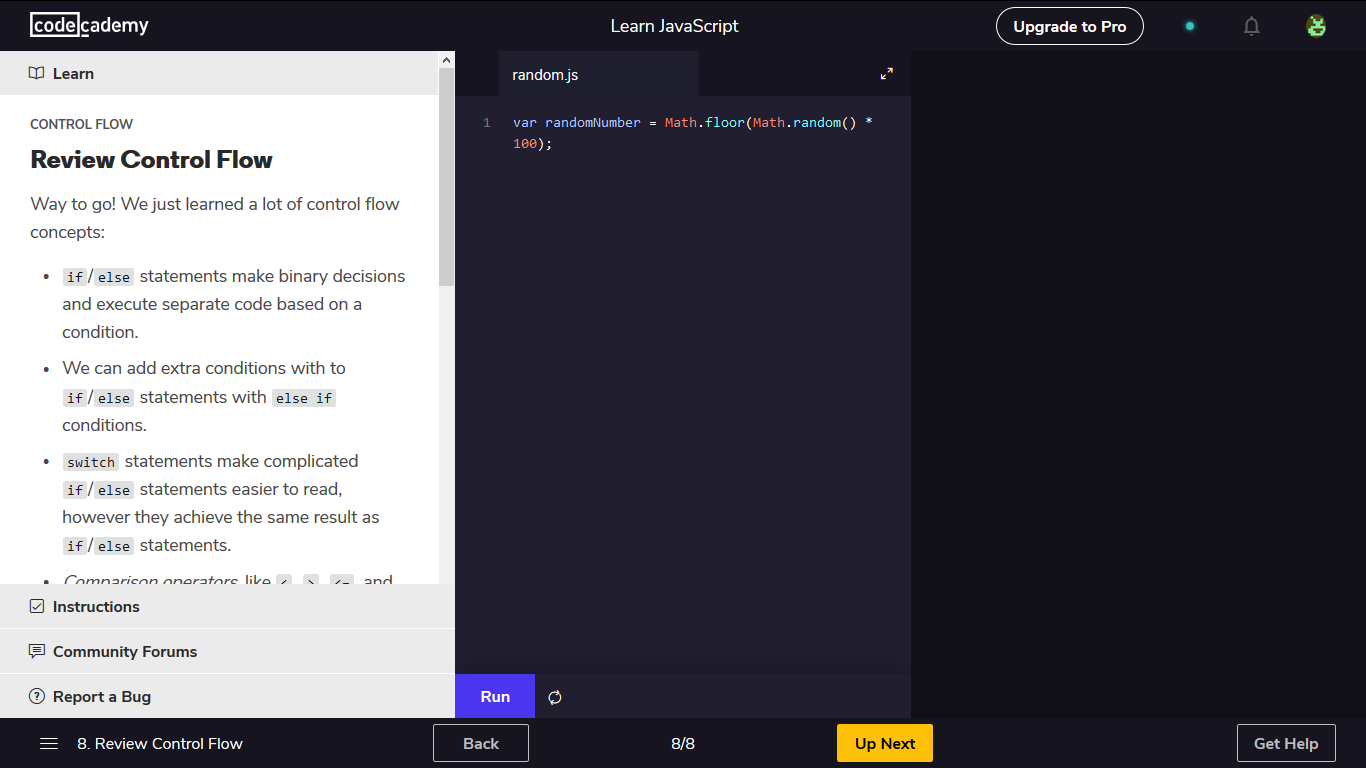 codecademy
Learn JavaScript
Upgrade to Pro
Learn
CONTROL FLOW
Review Control Flow
Way to go! We just learned a lot of control flow
concepts:
• if/else statements make binary decisions
and execute separate code based on a
condition.
• We can add extra conditions with to
if/else statements with else if
conditions.
• switch statements make complicated
if/else statements easier to read,
however they achieve the same result as
if/else statements.
• Comparison operators like <, >, <= and
Instructions
Community Forums
Report a Bug
random.js
1 var randomNumber = Math.floor(Math.random() *
100);
Run
8. Review Control Flow
Back
8/8
Up Next
Get Help